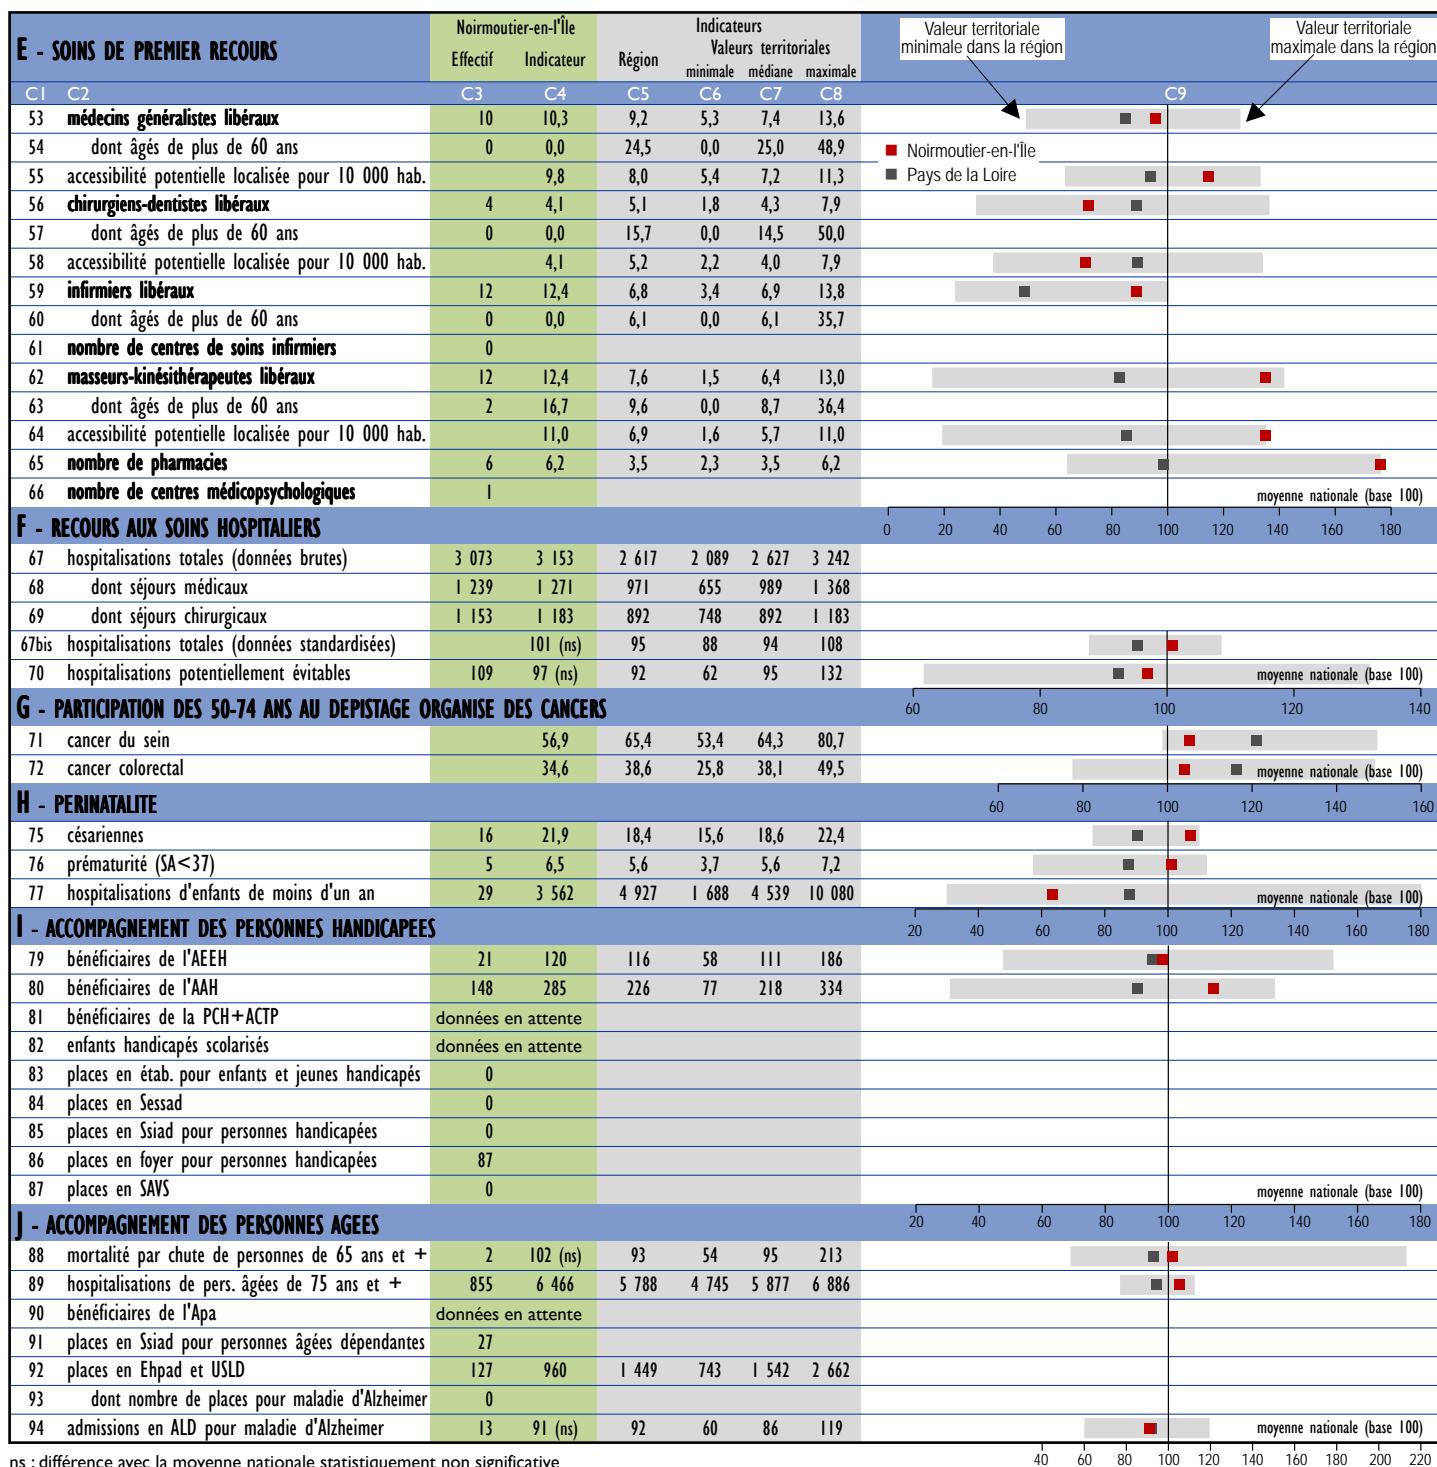 E - SOINS DE PREMIER RECOURS
Noirmoutier-en-l'Île
Effectif Indicateur
Indicateurs
Région
Valeurs territoriales
minimale médiane maximale
Valeur territoriale
minimale dans la région
Valeur territoriale
maximale dans la région
C1 C2 C3 C4 C5 C6 C7 C8 C9
53 médecins généralistes libéraux 10 10,3 9,2 5,3 7,4 13,6
54 dont âgés de plus de 60 ans 0 0,0 24,5 0,0 25,0 48,9
Noirmoutier-en-l'Île
Pays de la Loire
55 accessibilité potentielle localisée pour 10 000 hab. 9,8 8,0 5,4 7,2 11,3
56 chirurgiens-dentistes libéraux 4 4,1 5,1 1,8 4,3 7,9
57 dont âgés de plus de 60 ans 0 0,0 15,7 0,0 14,5 50,0
58 accessibilité potentielle localisée pour 10 000 hab. 4,1 5,2 2,2 4,0 7,9
59 infirmiers libéraux 12 12,4 6,8 3,4 6,9 13,8
60 dont âgés de plus de 60 ans 0 0,0 6,1 0,0 6,1 35,7
61 nombre de centres de soins infirmiers 0
62 masseurs-kinésithérapeutes libéraux 12 12,4 7,6 1,5 6,4 13,0
63 dont âgés de plus de 60 ans 2 16,7 9,6 0,0 8,7 36,4
64 accessibilité potentielle localisée pour 10 000 hab. 11,0 6,9 1,6 5,7 11,0
65 nombre de pharmacies 6 6,2 3,5 2,3 3,5 6,2
66 nombre de centres médicopsychologiques 1 moyenne nationale (base 100)
F - RECOURS AUX SOINS HOSPITALIERS 0 20 40 60 80 100 120 140 160 180
67 hospitalisations totales (données brutes) 3 073 3 153 2 617 2 089 2 627 3 242
68 dont séjours médicaux 1 239 1 271 971 655 989 1 368
69 dont séjours chirurgicaux 1 153 1 183 892 748 892 1 183
67bis hospitalisations totales (données standardisées) 101 (ns) 95 88 94 108
70 hospitalisations potentiellement évitables 109 97 (ns) 92 62 95 132 moyenne nationale (base 100)
G - PARTICIPATION DES 50-74 ANS AU DEPISTAGE ORGANISE DES CANCERS 60 80 100 120 140
71 cancer du sein 56,9 65,4 53,4 64,3 80,7
72 cancer colorectal 34,6 38,6 25,8 38,1 49,5 moyenne nationale (base 100)
H - PERINATALITE 60 80 100 120 140 160
75 césariennes 16 21,9 18,4 15,6 18,6 22,4
76 prématurité (SA<37) 5 6,5 5,6 3,7 5,6 7,2
77 hospitalisations d'enfants de moins d'un an 29 3 562 4 927 1 688 4 539 10 080 moyenne nationale (base 100)
I - ACCOMPAGNEMENT DES PERSONNES HANDICAPEES 20 40 60 80 100 120 140 160 180
79 bénéficiaires de l'AEEH 21 120 116 58 111 186
80 bénéficiaires de l'AAH 148 285 226 77 218 334
81 bénéficiaires de la PCH+ACTP données en attente
82 enfants handicapés scolarisés données en attente
83 places en étab. pour enfants et jeunes handicapés 0
84 places en Sessad 0
85 places en Ssiad pour personnes handicapées 0
86 places en foyer pour personnes handicapées 87
87 places en SAVS 0 moyenne nationale (base 100)
J - ACCOMPAGNEMENT DES PERSONNES AGEES 20 40 60 80 100 120 140 160 180
88 mortalité par chute de personnes de 65 ans et + 2 102 (ns) 93 54 95 213
89 hospitalisations de pers. âgées de 75 ans et + 855 6 466 5 788 4 745 5 877 6 886
90 bénéficiaires de l'Apa données en attente
91 places en Ssiad pour personnes âgées dépendantes 27
92 places en Ehpad et USLD 127 960 1 449 743 1 542 2 662
93 dont nombre de places pour maladie d'Alzheimer 0
94 admissions en ALD pour maladie d'Alzheimer 13 91 (ns) 92 60 86 119 moyenne nationale (base 100)
40 60 80 100 120 140 160 180 200 220
ns : différence avec la moyenne nationale statistiquement non significative